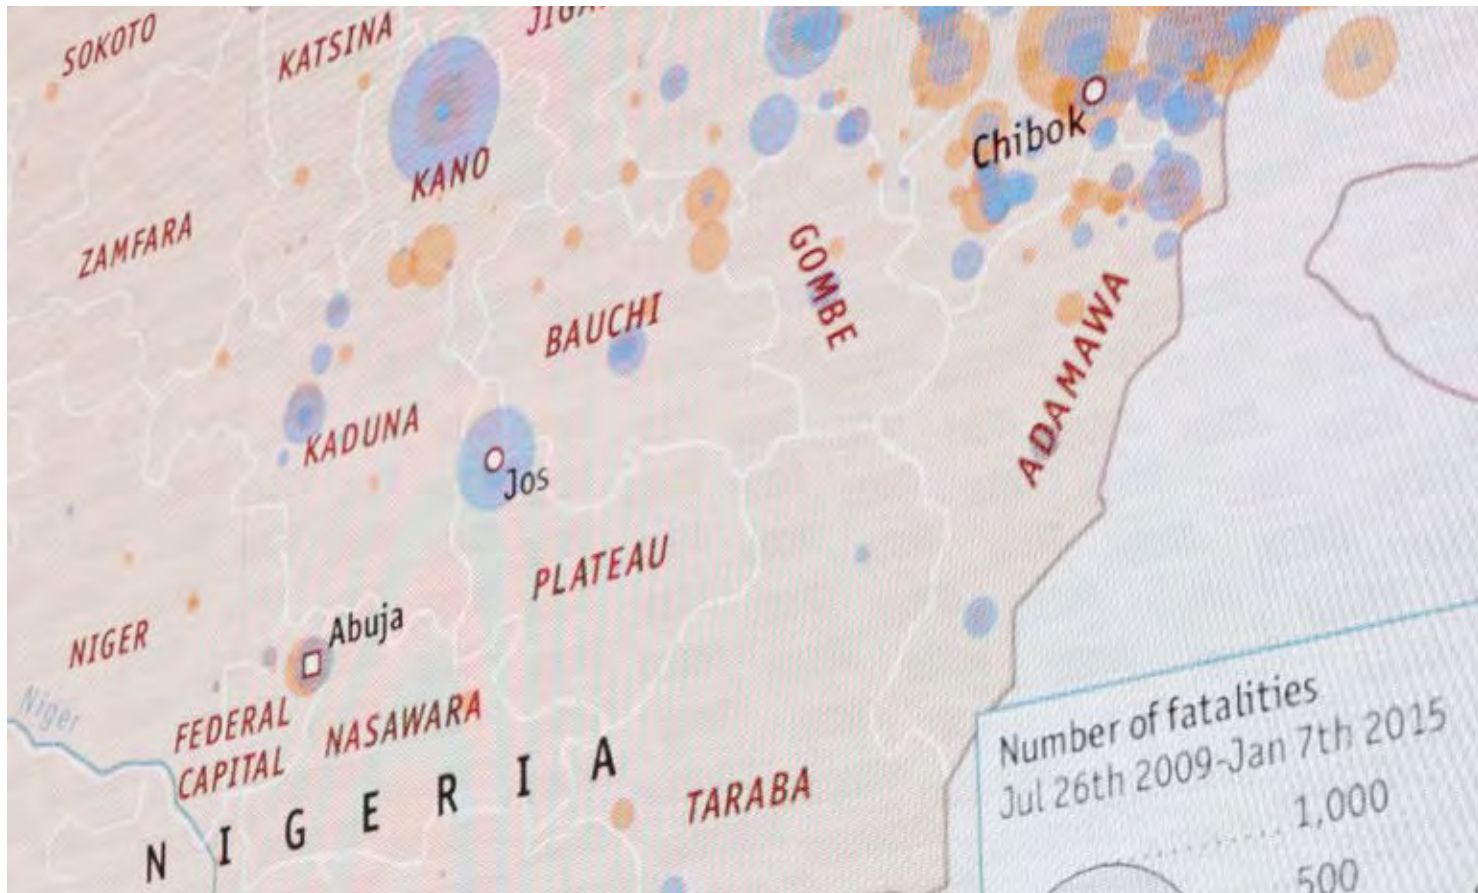 SOKOTO
KATSINA
KANO
ZAMFARA
Chibok
GOMBE
BAUCHI
ADAMAWA
KADUNA
Jos
PLATEAU
Abuja
NIGER
Niger
FEDERAL
CAPITAL
NASAWARA
NIGERIA
TARABA
Number of fatalities
Jul 26th 2009-Jan 7th 2015
1,000
500